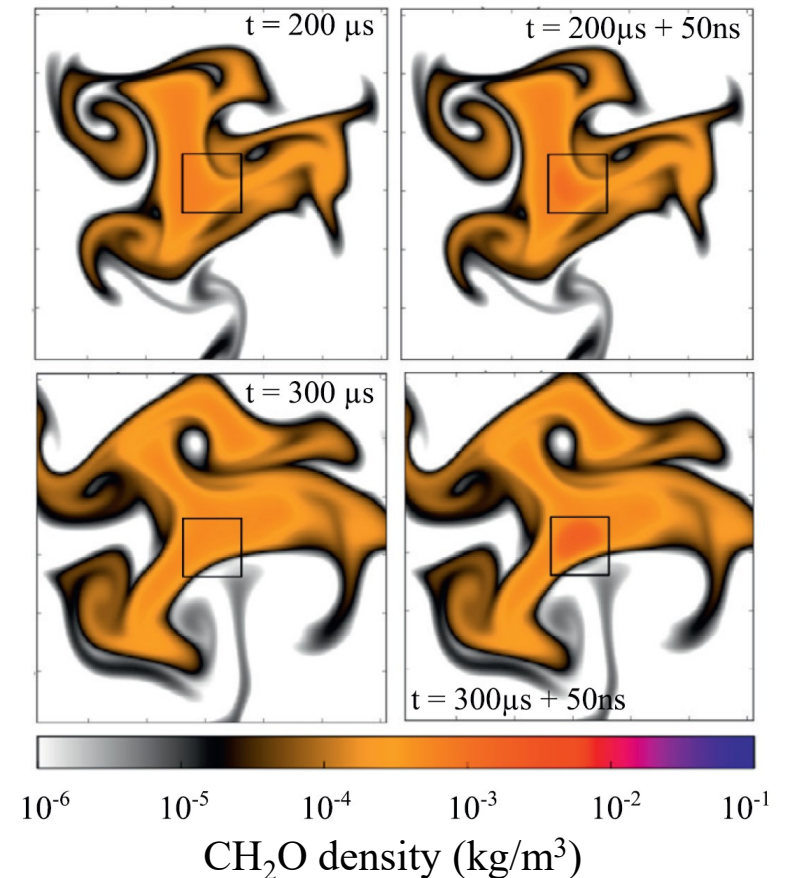 t = 200 µs
t = 200µs + 50ns
t = 300 µs
t = 300µs + 50ns
10⁻⁶ 10⁻⁵ 10⁻⁴ 10⁻³ 10⁻² 10⁻¹
CH₂O density (kg/m³)